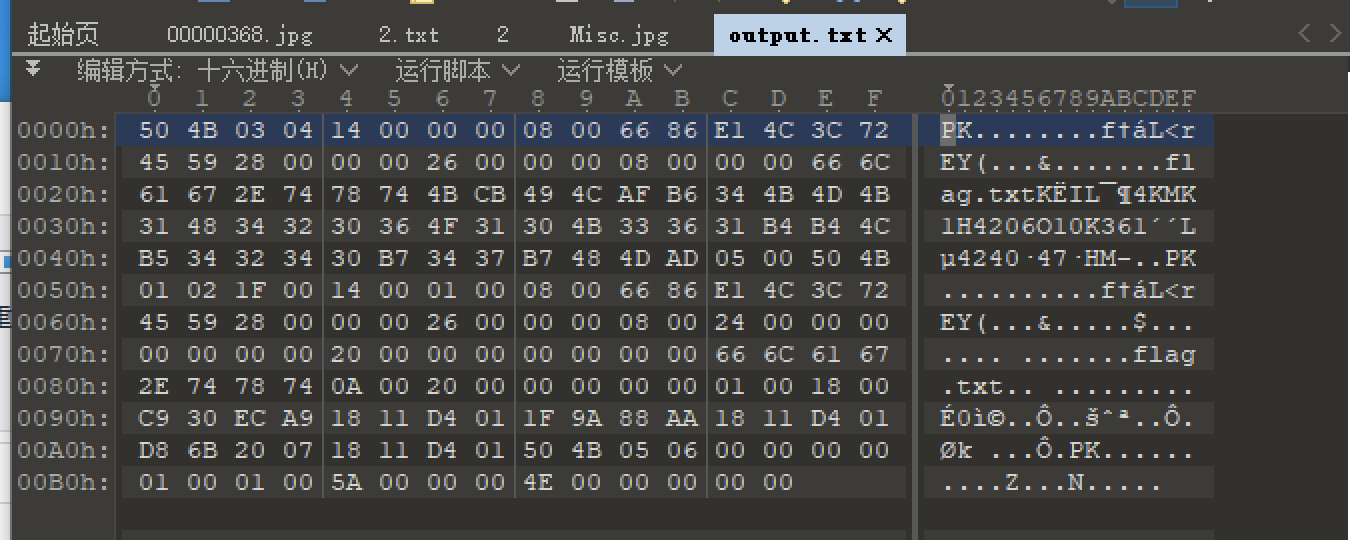 起始页 00000368.jpg 2.txt 2 Misc.jpg output.txt ×
编辑方式: 十六进制(H) 运行脚本 运行模板
0 1 2 3 4 5 6 7 8 9 A B C D E F 0123456789ABCDEF
0000h: 50 4B 03 04 14 00 00 00 08 00 66 86 E1 4C 3C 72 PK........f†áL<r
0010h: 45 59 28 00 00 00 26 00 00 00 08 00 00 00 66 6C EY(...&.......fl
0020h: 61 67 2E 74 78 74 4B CB 49 4C AF B6 34 4B 4D 4B ag.txtKËIL¯¶4KMK
0030h: 31 48 34 32 30 36 4F 31 30 4B 33 36 31 B4 B4 4C 1H4206O10K361´´L
0040h: B5 34 32 34 30 B7 34 37 B7 48 4D AD 05 00 50 4B µ4240·47·HM–..PK
0050h: 01 02 1F 00 14 00 01 00 08 00 66 86 E1 4C 3C 72 ..........f†áL<r
0060h: 45 59 28 00 00 00 26 00 00 00 08 00 24 00 00 00 EY(...&.....$...
0070h: 00 00 00 00 20 00 00 00 00 00 00 00 66 6C 61 67 .... .......flag
0080h: 2E 74 78 74 0A 00 20 00 00 00 00 00 01 00 18 00 .txt.. .........
0090h: C9 30 EC A9 18 11 D4 01 1F 9A 88 AA 18 11 D4 01 É0ì©..Ô..šˆª..Ô.
00A0h: D8 6B 20 07 18 11 D4 01 50 4B 05 06 00 00 00 00 Øk ...Ô.PK......
00B0h: 01 00 01 00 5A 00 00 00 4E 00 00 00 00 00 ....Z...N.....